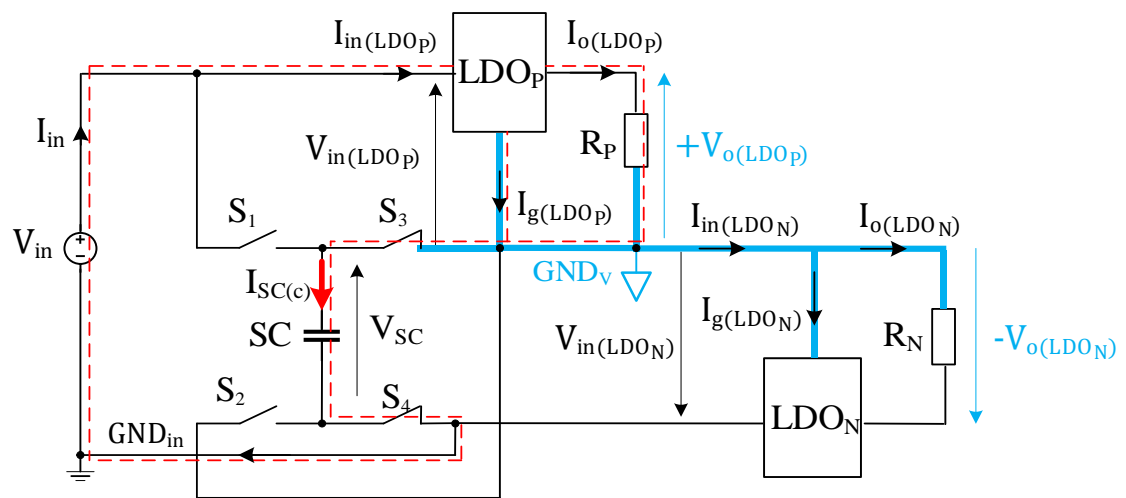 I_in(LDO_P)
I_o(LDO_P)
LDO_P
I_in
V_in(LDO_P)
R_P
+V_o(LDO_P)
I_g(LDO_P)
S_1
S_3
I_in(LDO_N)
I_o(LDO_N)
V_in
+
-
GND_V
I_SC(c)
SC
V_SC
I_g(LDO_N)
V_in(LDO_N)
R_N
-V_o(LDO_N)
S_2
S_4
LDO_N
GND_in